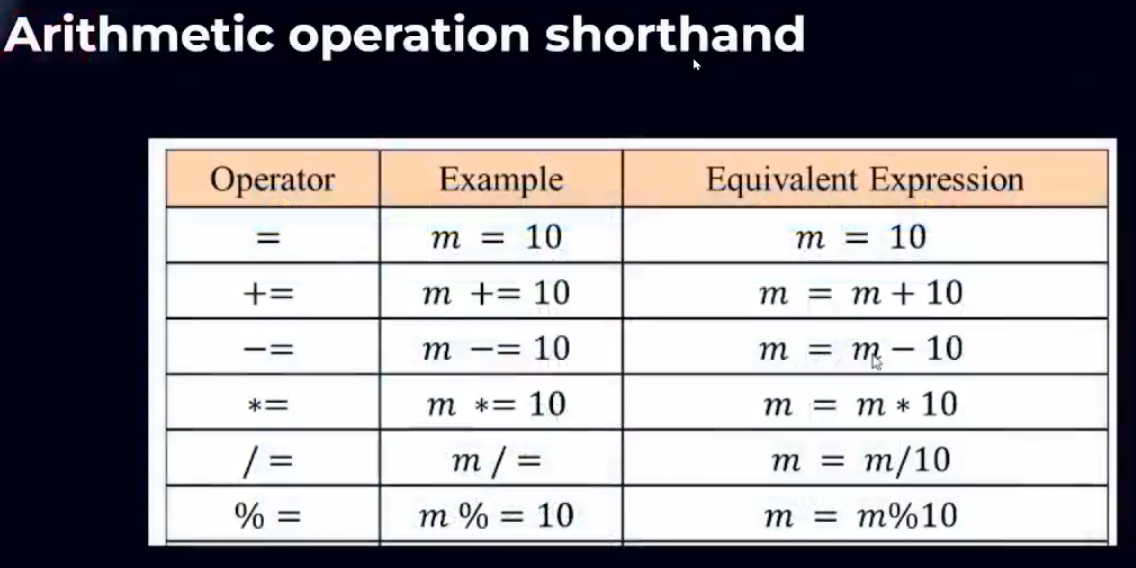 Arithmetic operation shorthand
Operator Example Equivalent Expression
= m = 10 m = 10
+= m += 10 m = m + 10
−= m −= 10 m = m − 10
*= m *= 10 m = m * 10
/ = m / = m = m/10
% = m % = 10 m = m%10